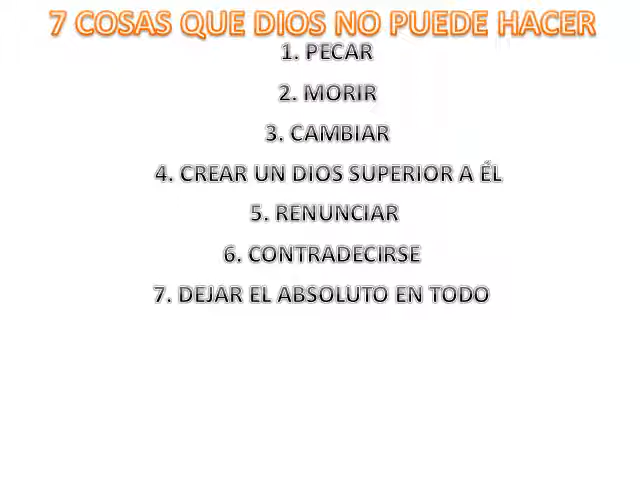 7 COSAS QUE DIOS NO PUEDE HACER
1. PECAR
2. MORIR
3. CAMBIAR
4. CREAR UN DIOS SUPERIOR A ÉL
5. RENUNCIAR
6. CONTRADECIRSE
7. DEJAR EL ABSOLUTO EN TODO